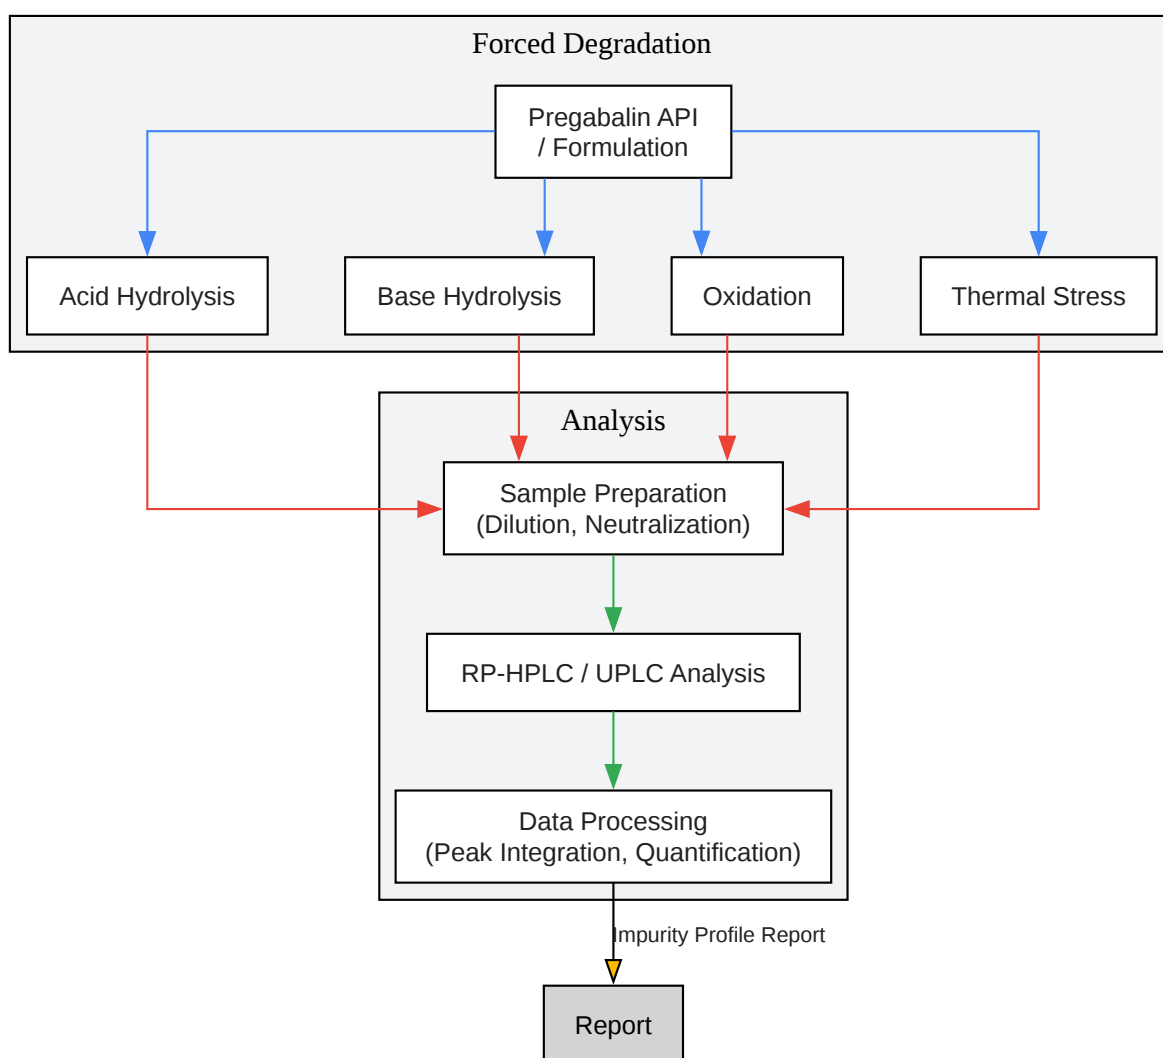 Forced Degradation
Pregabalin API
/ Formulation
Acid Hydrolysis
Base Hydrolysis
Oxidation
Thermal Stress
Analysis
Sample Preparation
(Dilution, Neutralization)
RP-HPLC / UPLC Analysis
Data Processing
(Peak Integration, Quantification)
Impurity Profile Report
Report